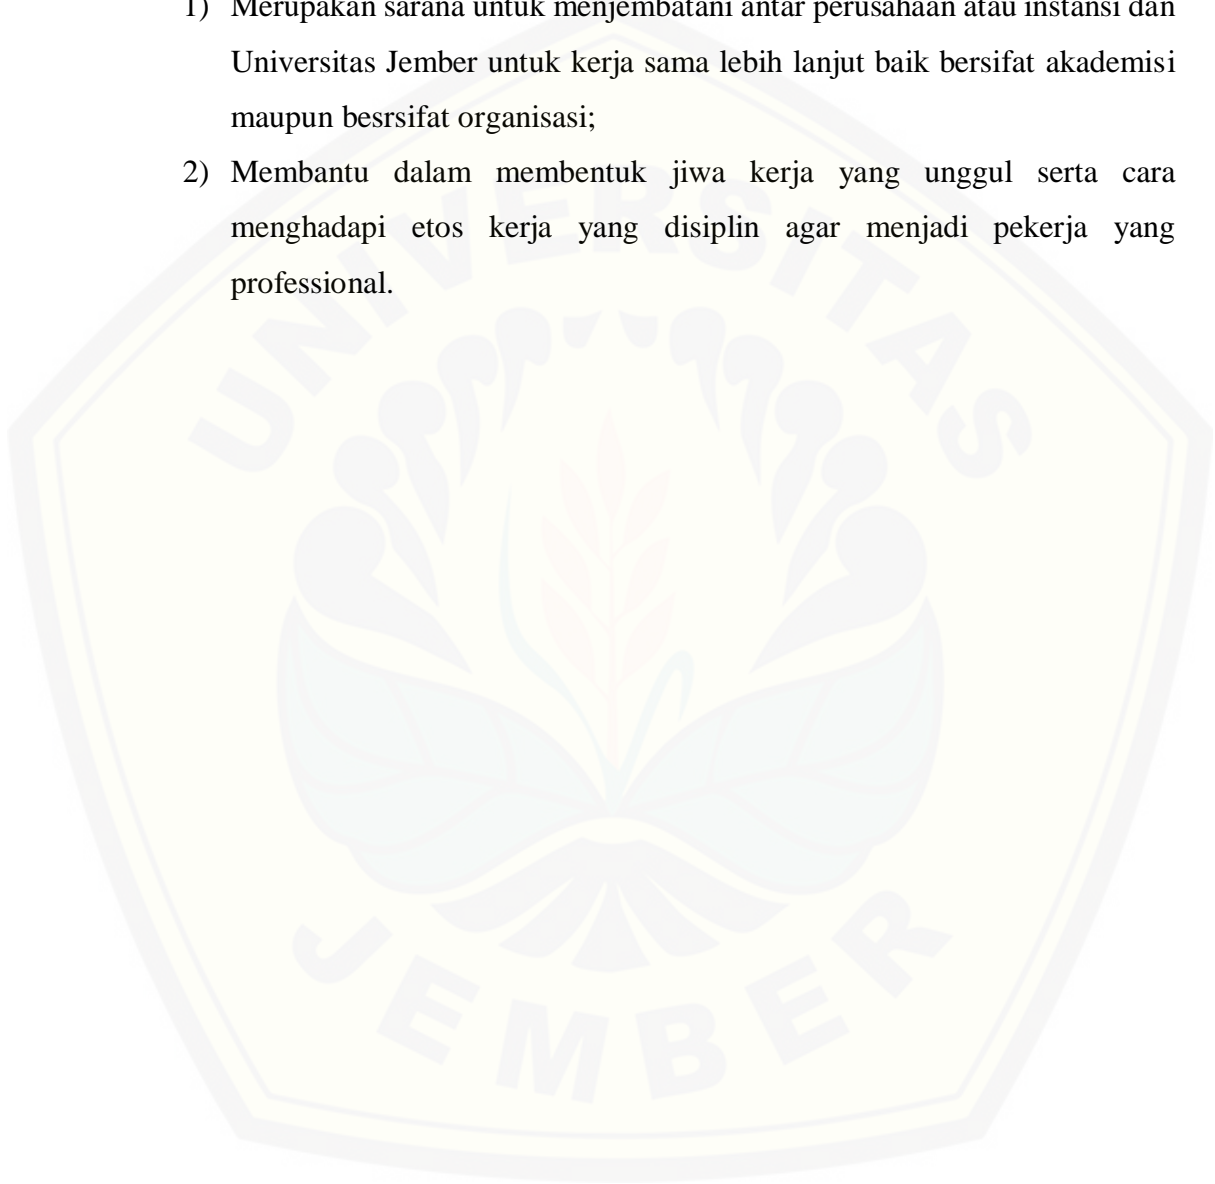 1) Merupakan sarana untuk menjembatani antar perusahaan atau instansi dan
Universitas Jember untuk kerja sama lebih lanjut baik bersifat akademisi
maupun besrsifat organisasi;
2) Membantu dalam membentuk jiwa kerja yang unggul serta cara
menghadapi etos kerja yang disiplin agar menjadi pekerja yang
professional.
UNIVERSITAS
JEMBER